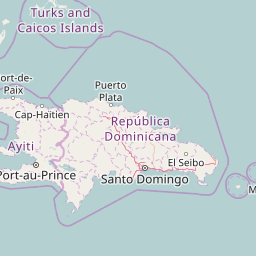 Turks and
Caicos Islands
Port-de-
Paix
Puerto
Plata
Cap-Haïtien
República
Dominicana
Ayiti
El Seibo
Port-au-Prince
Santo Domingo